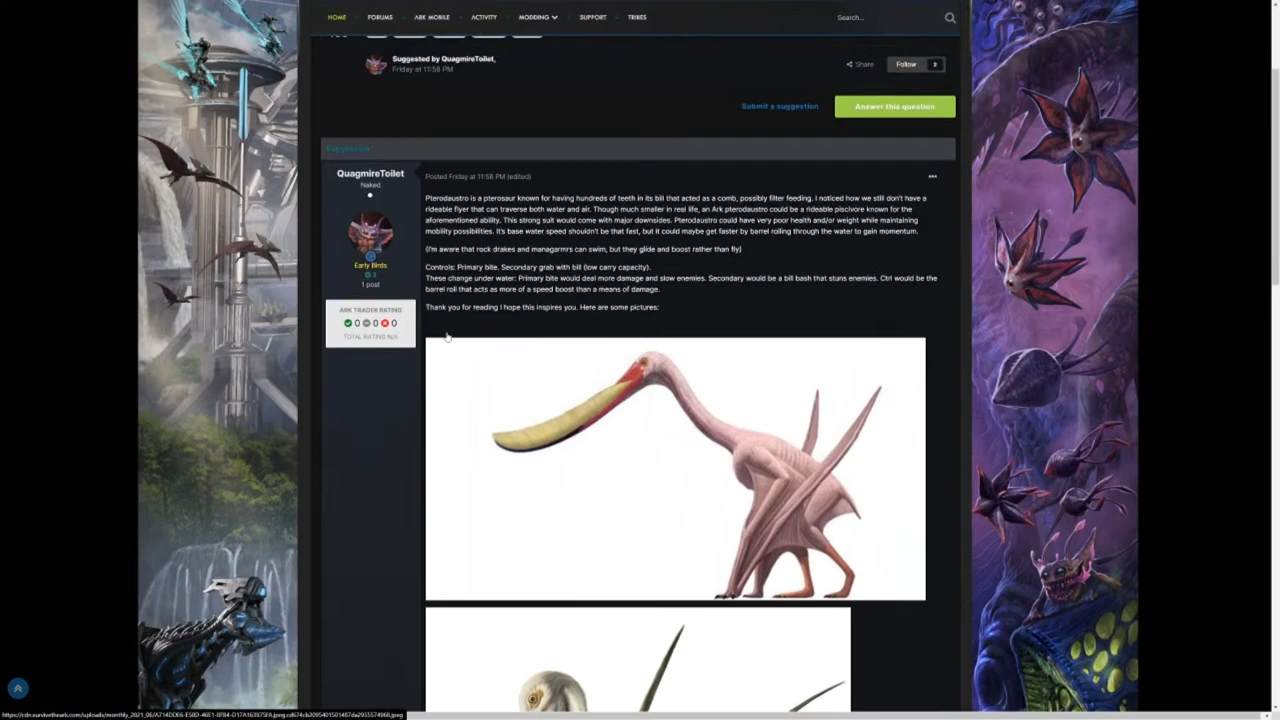 HOME FORUMS ARK MOBILE ACTIVITY MODDING SUPPORT TRIBES Search...
Suggested by QuagmireToilet,
Friday at 11:58 PM
Share Follow 3
Submit a suggestion Answer this question
Suggestion
QuagmireToilet
Naked
Early Birds
3
1 post
ARK TRADER RATING
0 0 0
TOTAL RATING N/A
Posted Friday at 11:58 PM (edited)
Pterodaustro is a pterosaur known for having hundreds of teeth in its bill that acted as a comb, possibly filter feeding. I noticed how we still don't have a
rideable flyer that can traverse both water and air. Though much smaller in real life, an Ark pterodaustro could be a rideable piscivore known for the
aforementioned ability. This strong suit would come with major downsides. Pterodaustro could have very poor health and/or weight while maintaining
mobility possibilities. It's base water speed shouldn't be that fast, but it could maybe get faster by barrel rolling through the water to gain momentum.
(I'm aware that rock drakes and managarmrs can swim, but they glide and boost rather than fly)
Controls: Primary bite. Secondary grab with bill (low carry capacity).
These change under water: Primary bite would deal more damage and slow enemies. Secondary would be a bill bash that stuns enemies. Ctrl would be the
barrel roll that acts as more of a speed boost than a means of damage.
Thank you for reading I hope this inspires you. Here are some pictures: